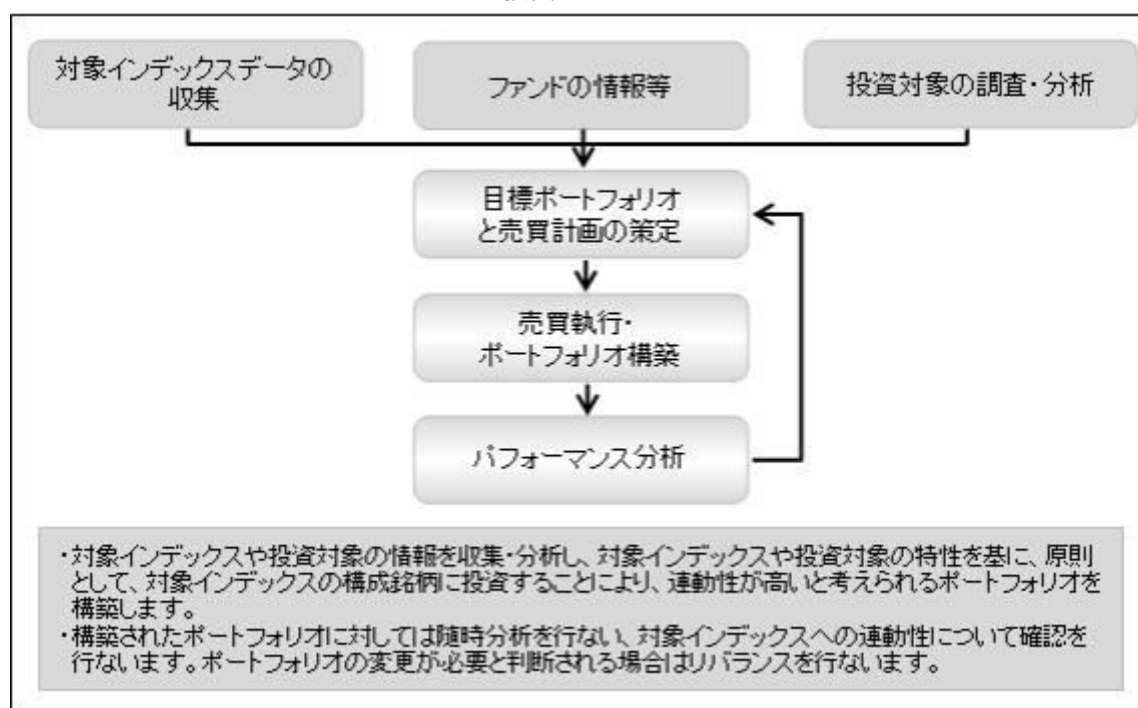 対象インデックスデータの
収集
ファンドの情報等
投資対象の調査・分析
目標ポートフォリオ
と売買計画の策定
売買執行・
ポートフォリオ構築
パフォーマンス分析
・対象インデックスや投資対象の情報を収集・分析し、対象インデックスや投資対象の特性を基に、原則
として、対象インデックスの構成銘柄に投資することにより、連動性が高いと考えられるポートフォリオを
構築します。
・構築されたポートフォリオに対しては随時分析を行ない、対象インデックスへの連動性について確認を
行ないます。ポートフォリオの変更が必要と判断される場合はリバランスを行ないます。